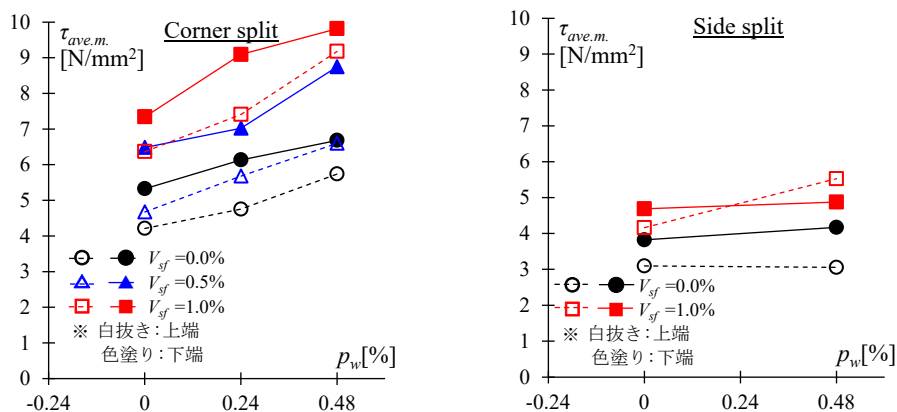 Corner split
τave.m.
[N/mm²]
10
9
8
7
6
5
4
3
2
1
0
Vsf =0.0%
Vsf =0.5%
Vsf =1.0%
※ 白抜き：上端
色塗り：下端
pw[%]
-0.24 0 0.24 0.48
Side split
τave.m.
[N/mm²]
10
9
8
7
6
5
4
3
2
1
0
Vsf =0.0%
Vsf =1.0%
※ 白抜き：上端
色塗り：下端
pw[%]
-0.24 0 0.24 0.48